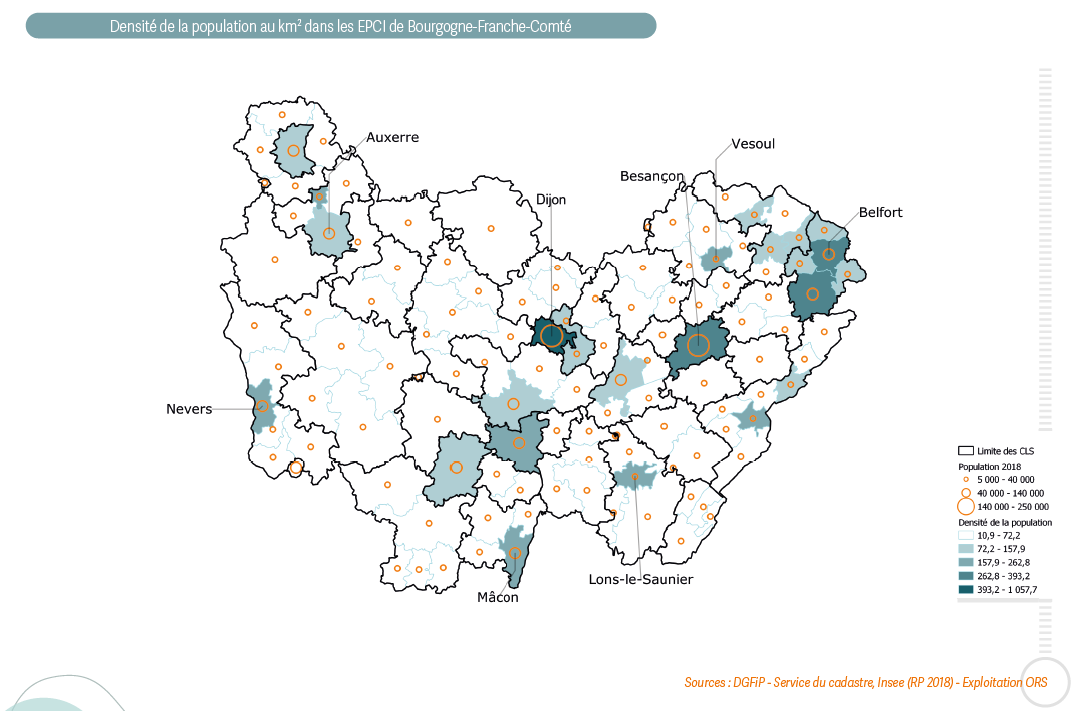 Densité de la population au km² dans les EPCI de Bourgogne-Franche-Comté
Auxerre
Vesoul
Besançon
Dijon
Belfort
Nevers
Lons-le-Saunier
Mâcon
Limite des CLS
Population 2018
5 000 - 40 000
40 000 - 140 000
140 000 - 250 000
Densité de la population
10,9 - 72,2
72,2 - 157,9
157,9 - 262,8
262,8 - 393,2
393,2 - 1 057,7
Sources : DGFiP - Service du cadastre, Insee (RP 2018) - Exploitation ORS